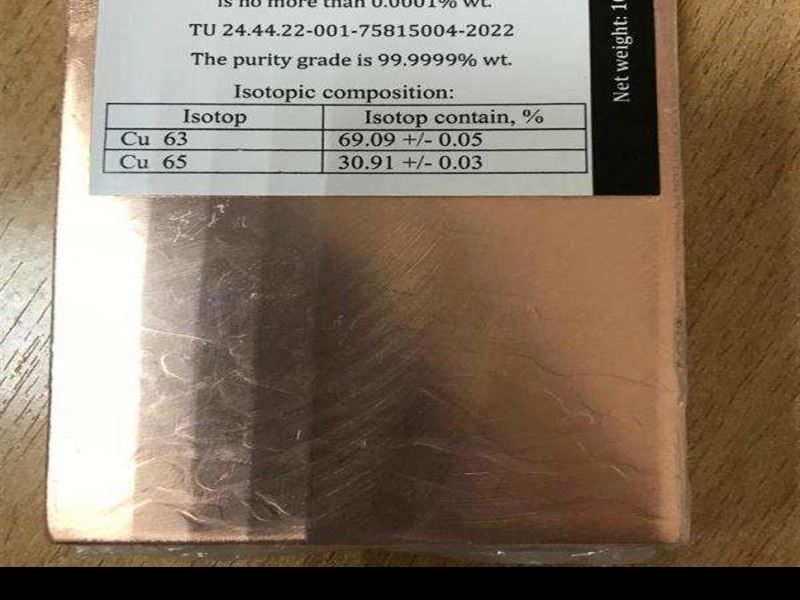 is no more than 0.0001% wt.
TU 24.44.22-001-75815004-2022
The purity grade is 99.9999% wt.
Isotopic composition:
Isotop Isotop contain, %
Cu 63 69.09 +/- 0.05
Cu 65 30.91 +/- 0.03
Net weight: